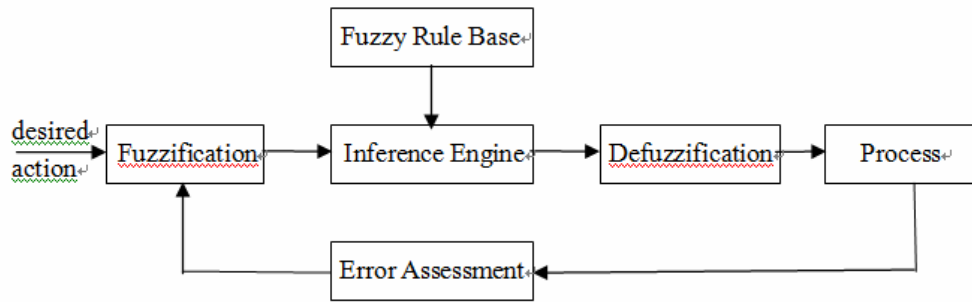 Fuzzy Rule Base
desired
action
Fuzzification
Inference Engine
Defuzzification
Process
Error Assessment